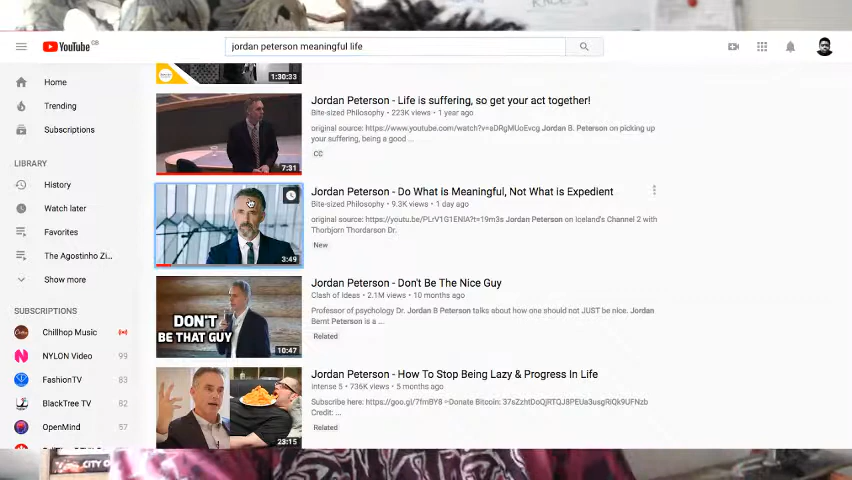 YouTube CB
jordan peterson meaningful life
1:30:33
Home
Trending
Subscriptions
LIBRARY
History
Watch later
Favorites
The Agostinho Zi...
Show more
SUBSCRIPTIONS
Chillhop Music
NYLON Video 99
FashionTV 83
BlackTree TV 82
OpenMind 57
Jordan Peterson - Life is suffering, so get your act together!
Bite-sized Philosophy • 223K views • 1 year ago
original source: https://www.youtube.com/watch?v=aDRgMUoEvcg Jordan B. Peterson on picking up
your suffering, being a good ...
CC
7:31
Jordan Peterson - Do What is Meaningful, Not What is Expedient
Bite-sized Philosophy • 9.3K views • 1 day ago
original source: https://youtu.be/PLrV1G1ENlA?t=19m3s Jordan Peterson on Iceland's Channel 2 with
Thorbjorn Thordarson Dr.
New
3:49
Jordan Peterson - Don't Be The Nice Guy
Clash of Ideas • 2.1M views • 10 months ago
Professor of psychology Dr. Jordan B Peterson talks about how one should not JUST be nice. Jordan
Bernt Peterson is a ...
Related
DON'T
BE THAT GUY
10:47
Jordan Peterson - How To Stop Being Lazy & Progress In Life
Intense 5 • 736K views • 5 months ago
Subscribe here: https://goo.gl/7fmBY8 ➣Donate Bitcoin:
Credit: ...
Related
23:15
CITY O